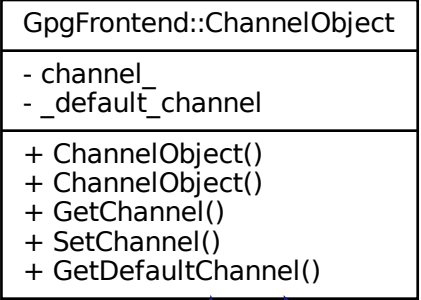 GpgFrontend::ChannelObject
- channel_
- _default_channel
+ ChannelObject()
+ ChannelObject()
+ GetChannel()
+ SetChannel()
+ GetDefaultChannel()